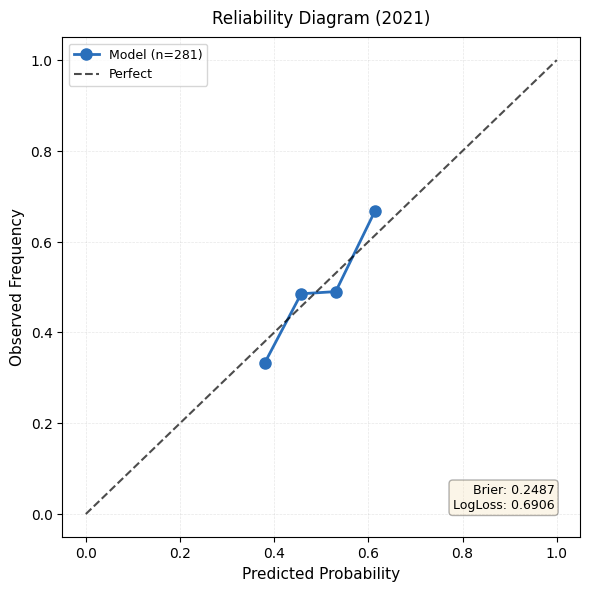 Reliability Diagram (2021)
Model (n=281)
Perfect
1.0
0.8
0.6
0.4
0.2
0.0
Observed Frequency
Brier: 0.2487
LogLoss: 0.6906
0.0 0.2 0.4 0.6 0.8 1.0
Predicted Probability